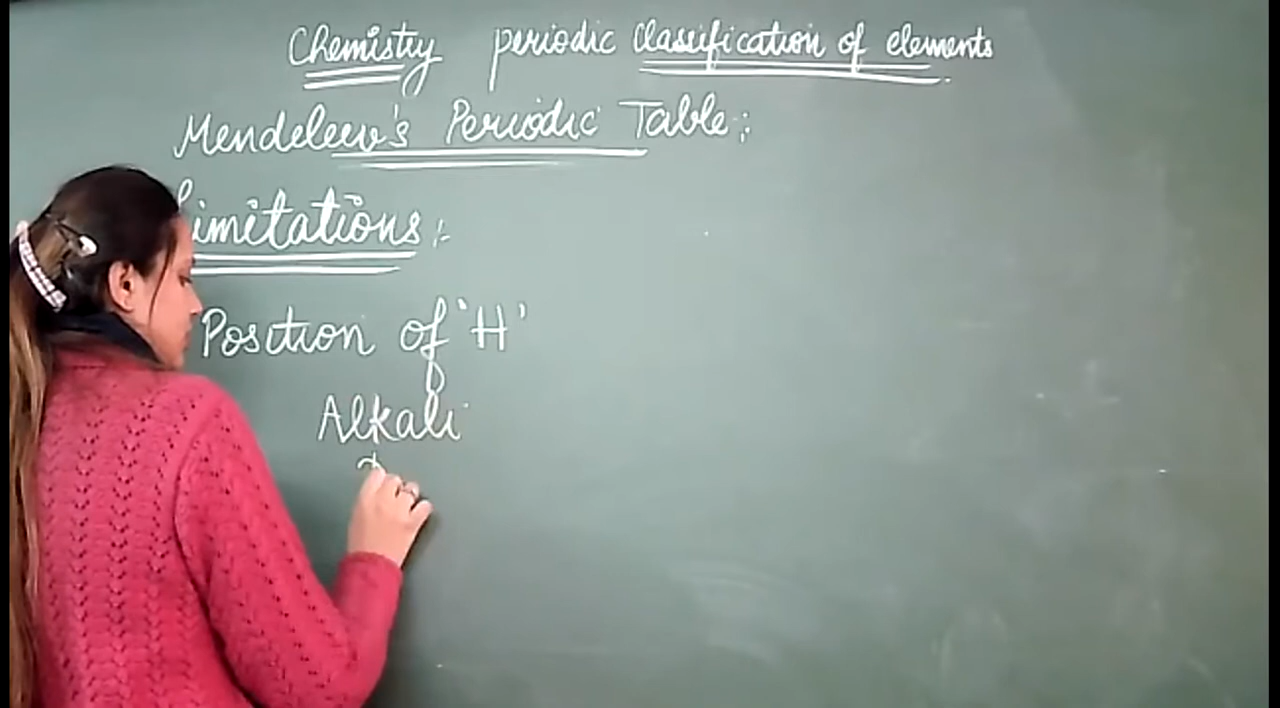 Chemistry periodic Classification of elements
Mendeleev's Periodic Table:
Limitations:-
Position of 'H'
Alkali